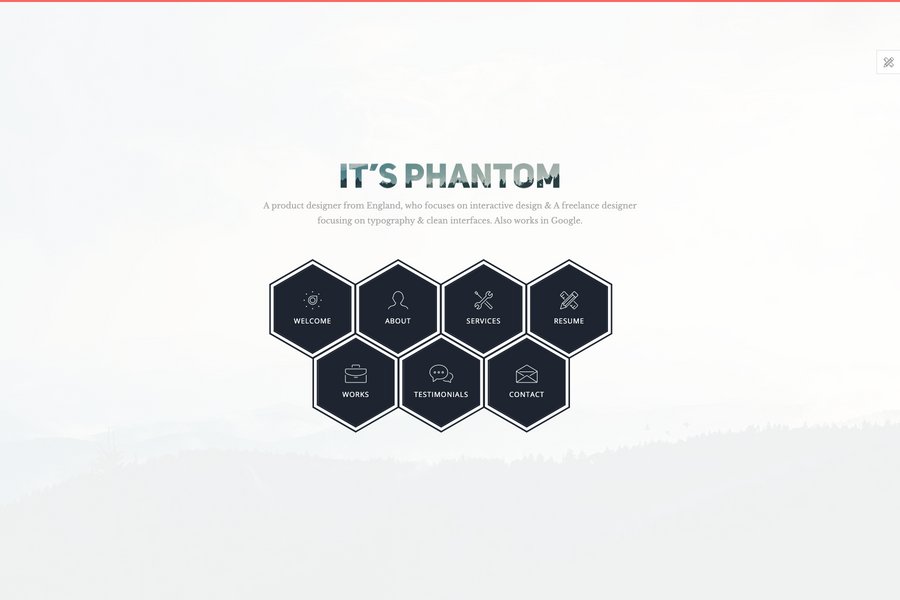 IT'S PHANTOM
A product designer from England, who focuses on interactive design & A freelance designer
focusing on typography & clean interfaces. Also works in Google.
WELCOME
ABOUT
SERVICES
RESUME
WORKS
TESTIMONIALS
CONTACT